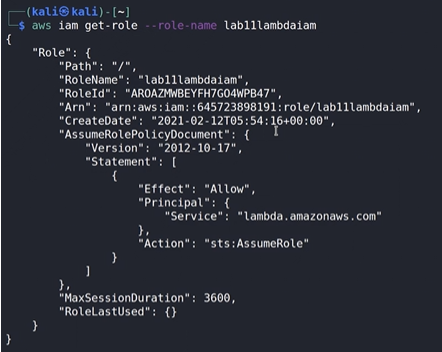 (kali㉿kali)-[~]
$ aws iam get-role --role-name lab11lambdaiam
{
    "Role": {
        "Path": "/",
        "RoleName": "lab11lambdaiam",
        "RoleId": "AROAZMWBEYFH7GO4WPB47",
        "Arn": "arn:aws:iam::645723898191:role/lab11lambdaiam",
        "CreateDate": "2021-02-12T05:54:16+00:00",
        "AssumeRolePolicyDocument": {
            "Version": "2012-10-17",
            "Statement": [
                {
                    "Effect": "Allow",
                    "Principal": {
                        "Service": "lambda.amazonaws.com"
                    },
                    "Action": "sts:AssumeRole"
                }
            ]
        },
        "MaxSessionDuration": 3600,
        "RoleLastUsed": {}
    }
}